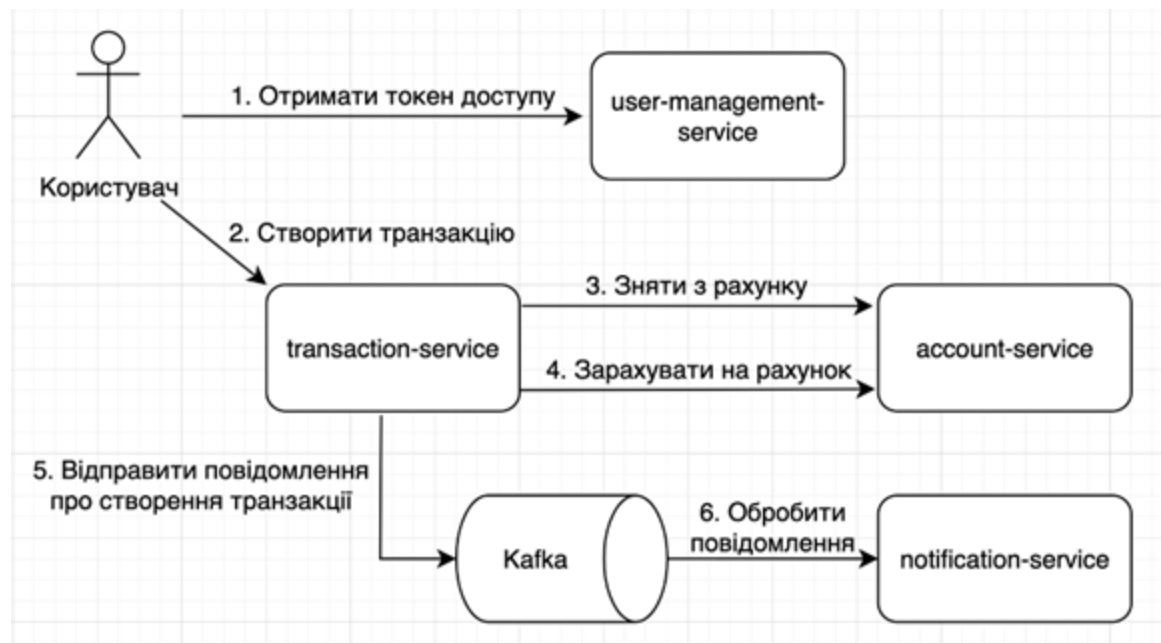 1. Отримати токен доступу
user-management-
service
Користувач
2. Створити транзакцію
3. Зняти з рахунку
transaction-service
account-service
4. Зарахувати на рахунок
5. Відправити повідомлення
про створення транзакції
6. Обробити
повідомлення
Kafka
notification-service